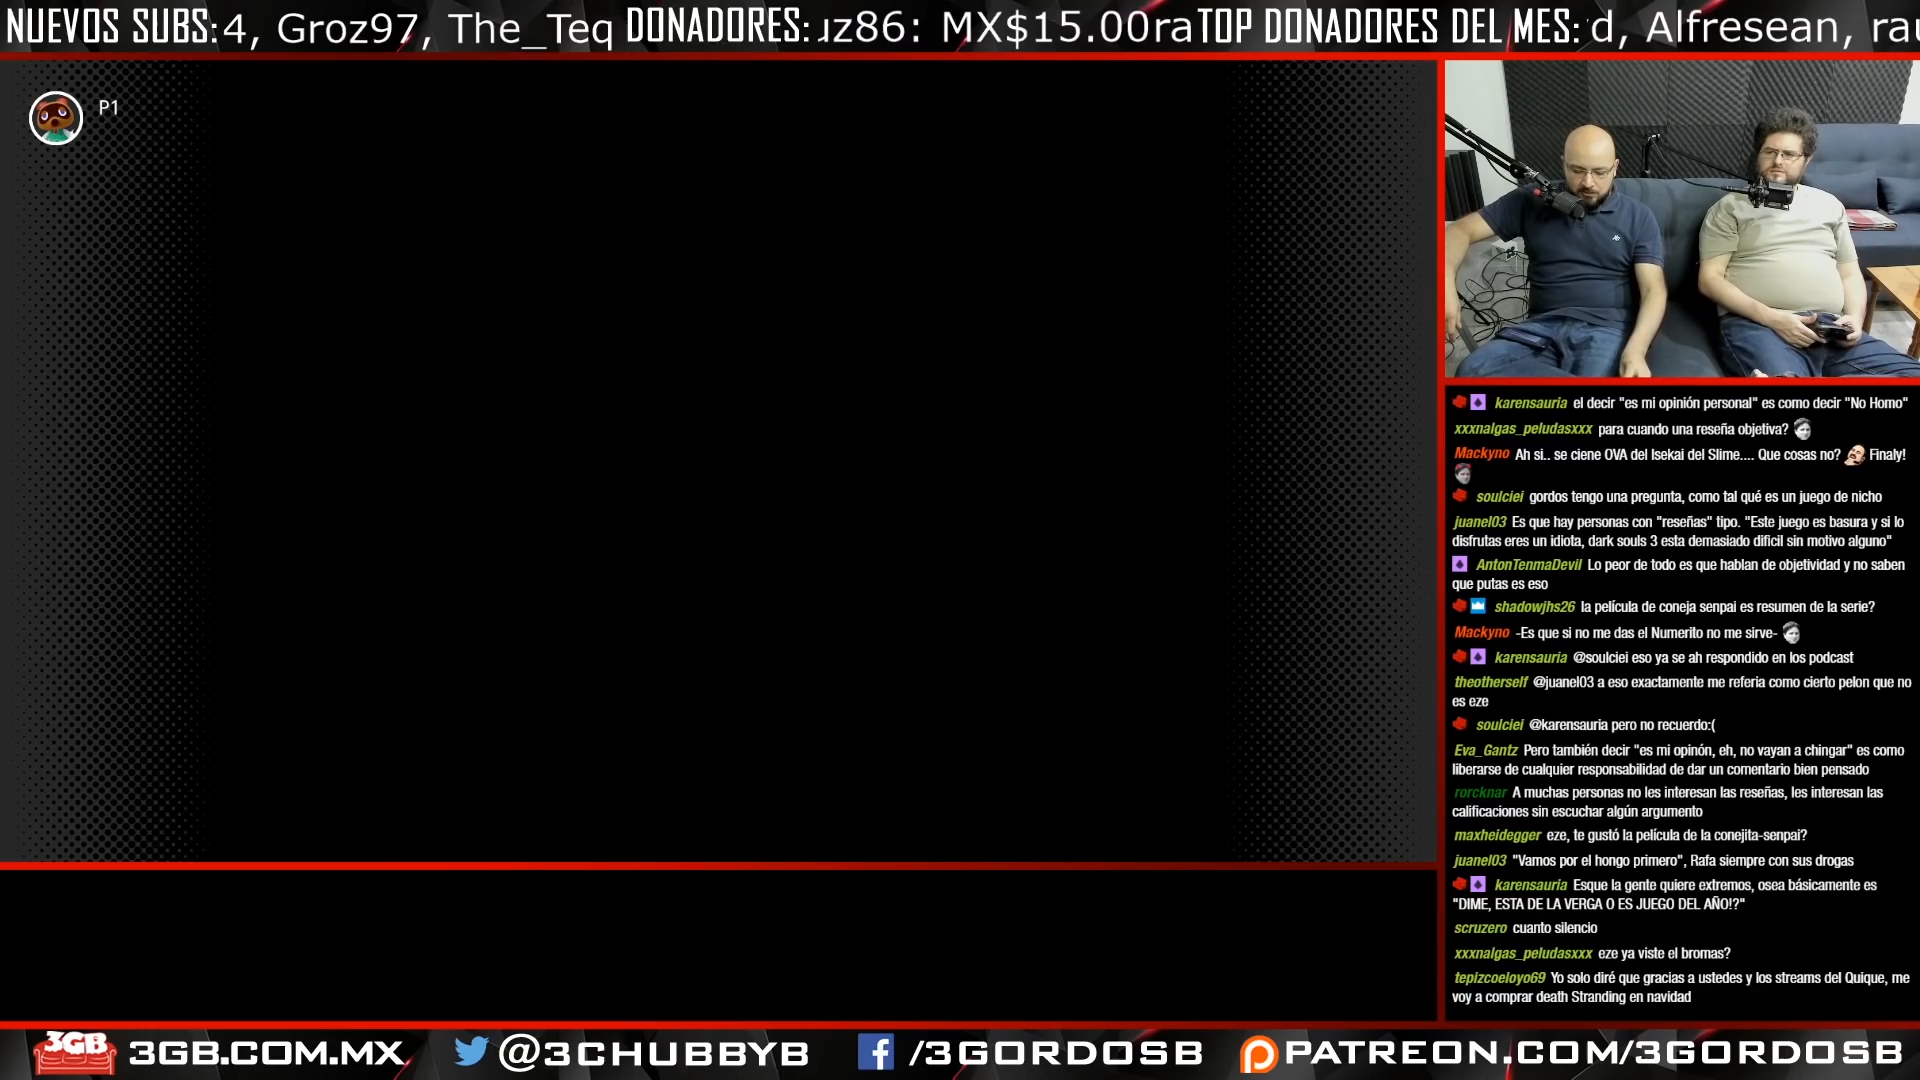 NUEVOS SUBS: 4, Groz97, The_Teq DONADORES: uz86: MX$15.00ra TOP DONADORES DEL MES: d, Alfresean, rau
P1
karensauria el decir "es mi opinión personal" es como decir "No Homo"
xxxnalgas_peludasxxx para cuando una reseña objetiva?
Mackyno Ah si.. se ciene OVA del Isekai del Slime.... Que cosas no? Finaly!
soulciei gordos tengo una pregunta, como tal qué es un juego de nicho
juanel03 Es que hay personas con "reseñas" tipo. "Este juego es basura y si lo
disfrutas eres un idiota, dark souls 3 esta demasiado dificil sin motivo alguno"
AntonTenmaDevil Lo peor de todo es que hablan de objetividad y no saben
que putas es eso
shadowjhs26 la película de coneja senpai es resumen de la serie?
Mackyno -Es que si no me das el Numerito no me sirve-
karensauria @soulciei eso ya se ah respondido en los podcast
theotherself @juanel03 a eso exactamente me referia como cierto pelon que no
es eze
soulciei @karensauria pero no recuerdo:(
Eva_Gantz Pero también decir "es mi opinón, eh, no vayan a chingar" es como
liberarse de cualquier responsabilidad de dar un comentario bien pensado
rorcknar A muchas personas no les interesan las reseñas, les interesan las
calificaciones sin escuchar algún argumento
maxheidegger eze, te gustó la película de la conejita-senpai?
juanel03 "Vamos por el hongo primero", Rafa siempre con sus drogas
karensauria Esque la gente quiere extremos, osea básicamente es
"DIME, ESTA DE LA VERGA O ES JUEGO DEL AÑO!?"
scruzero cuanto silencio
xxxnalgas_peludasxxx eze ya viste el bromas?
tepizcoeloyo69 Yo solo diré que gracias a ustedes y los streams del Quique, me
voy a comprar death Stranding en navidad
3GB 3GB.COM.MX @3CHUBBYB /3GORDOSB PATREON.COM/3GORDOSB